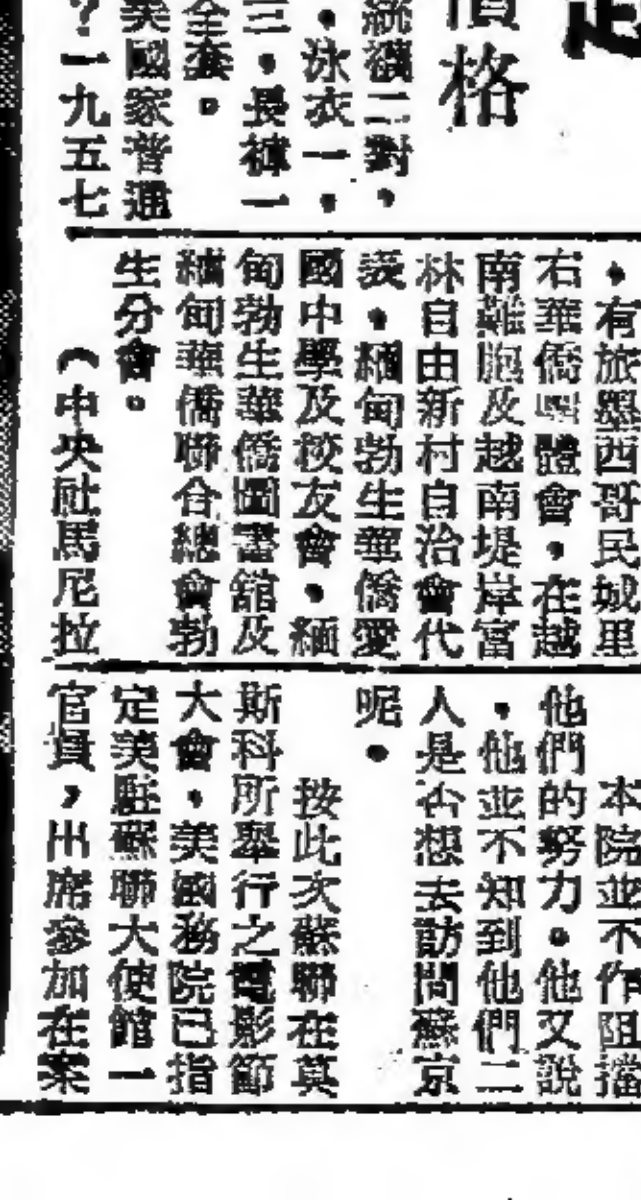 價格
統襪二對，
・泳衣一，
三・長褲一
全套。
美國家普通
？一九五七
・有旅墨西哥民城里
右華僑團體會，在越
南難胞及越南堤岸富
林自由新村自治會代
表・緬甸勃生華僑愛
國中學及校友會，緬
甸勃生華僑圖書館及
緬甸華僑聯合總會勃
生分會。
（中央社馬尼拉
本院並不作阻擋
他們的努力。他又說
，他並不知到他們二
人是否想去訪問蘇京
呢。
按此次蘇聯在莫
斯科所舉行之電影節
大會，美國務院已指
定美駐蘇聯大使館一
官員，出席參加在案